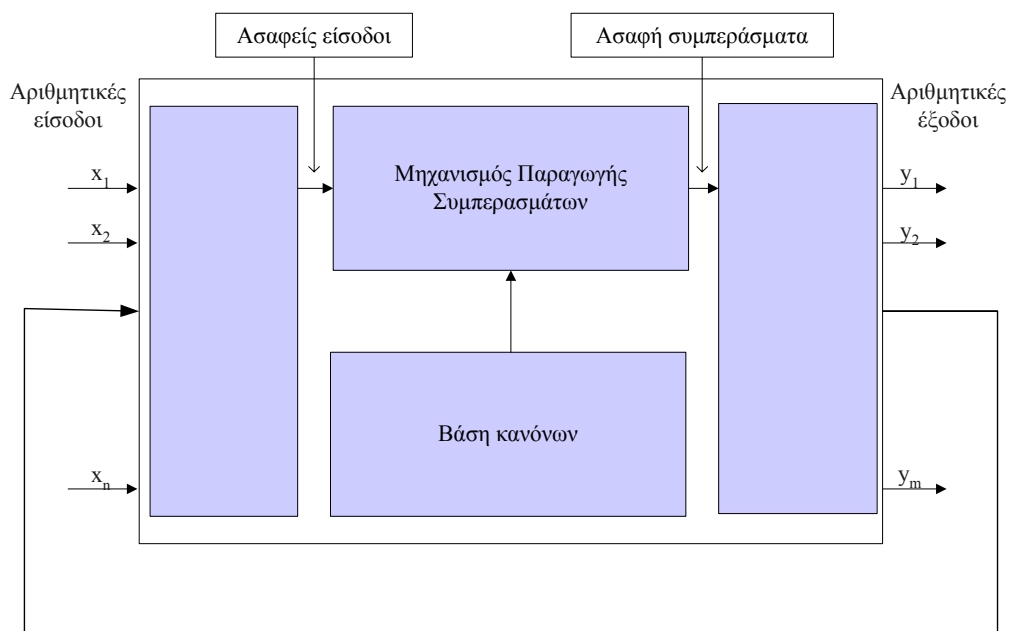 Ασαφείς είσοδοι
Ασαφή συμπεράσματα
Αριθμητικές
είσοδοι
Αριθμητικές
έξοδοι
x1
Μηχανισμός Παραγωγής
Συμπερασμάτων
y1
x2
y2
Βάση κανόνων
xn
ym